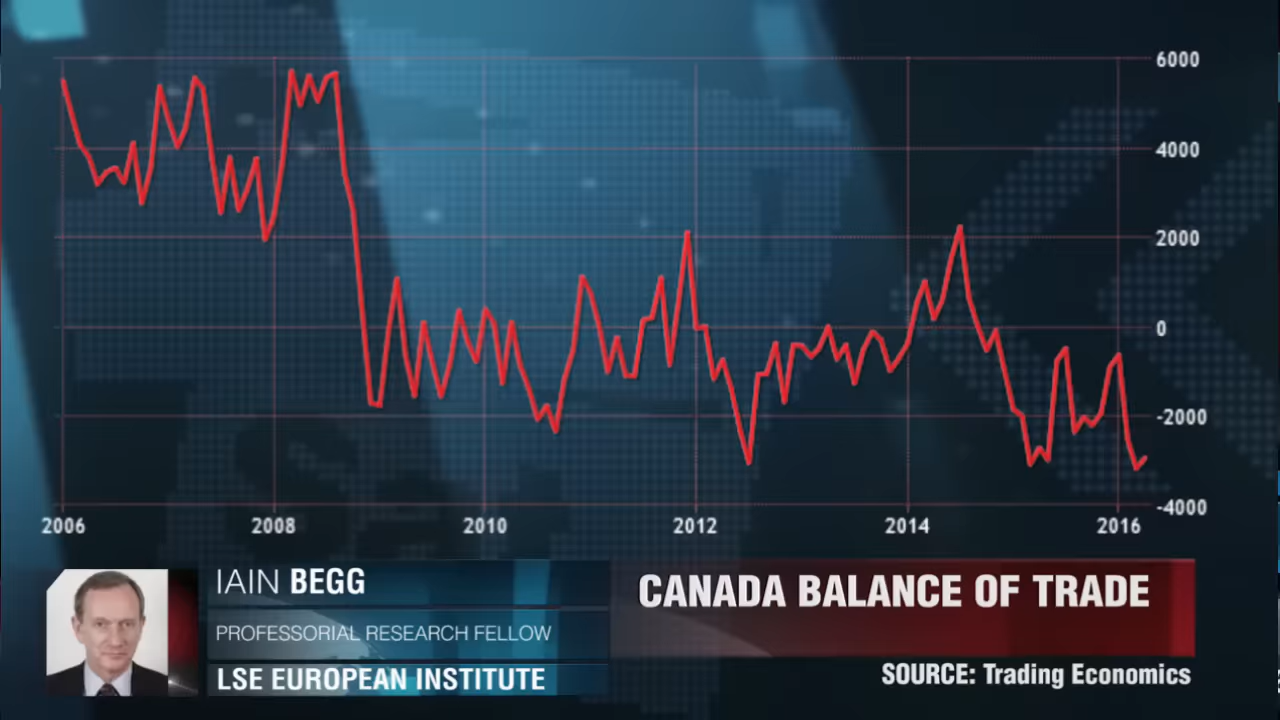 6000
4000
2000
0
-2000
-4000
2006 2008 2010 2012 2014 2016
IAIN BEGG
PROFESSORIAL RESEARCH FELLOW
LSE EUROPEAN INSTITUTE
CANADA BALANCE OF TRADE
SOURCE: Trading Economics